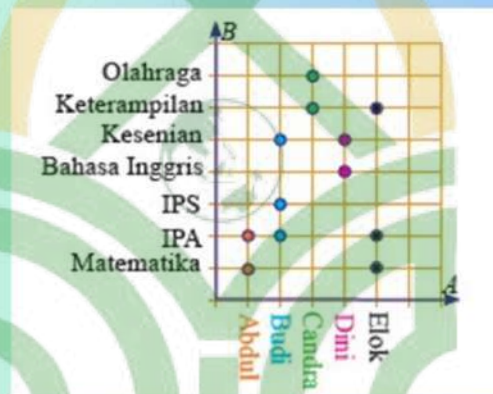 B
Olahraga
Keterampilan
Kesenian
Bahasa Inggris
IPS
IPA
Matematika
A
Abdul
Budi
Candra
Dini
Elok